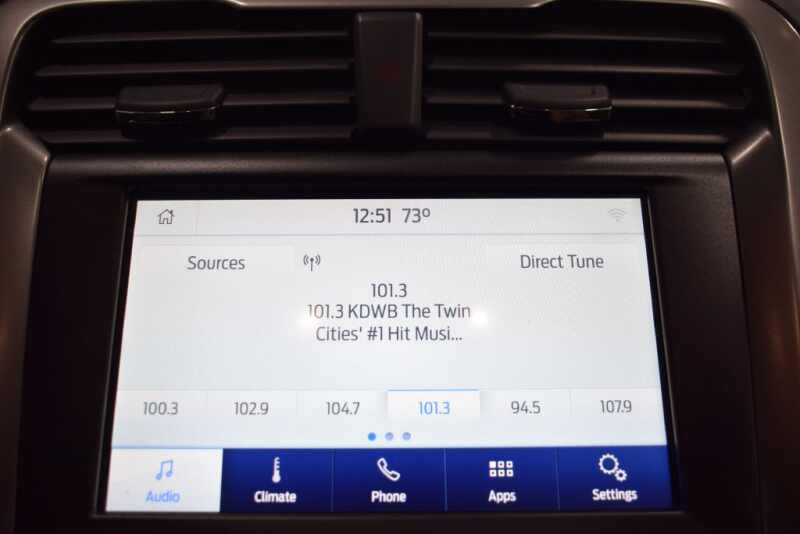 12:51 73°
Sources
Direct Tune
101.3
101.3 KDWB The Twin
Cities' #1 Hit Musi...
100.3 102.9 104.7 101.3 94.5 107.9
Audio Climate Phone Apps Settings